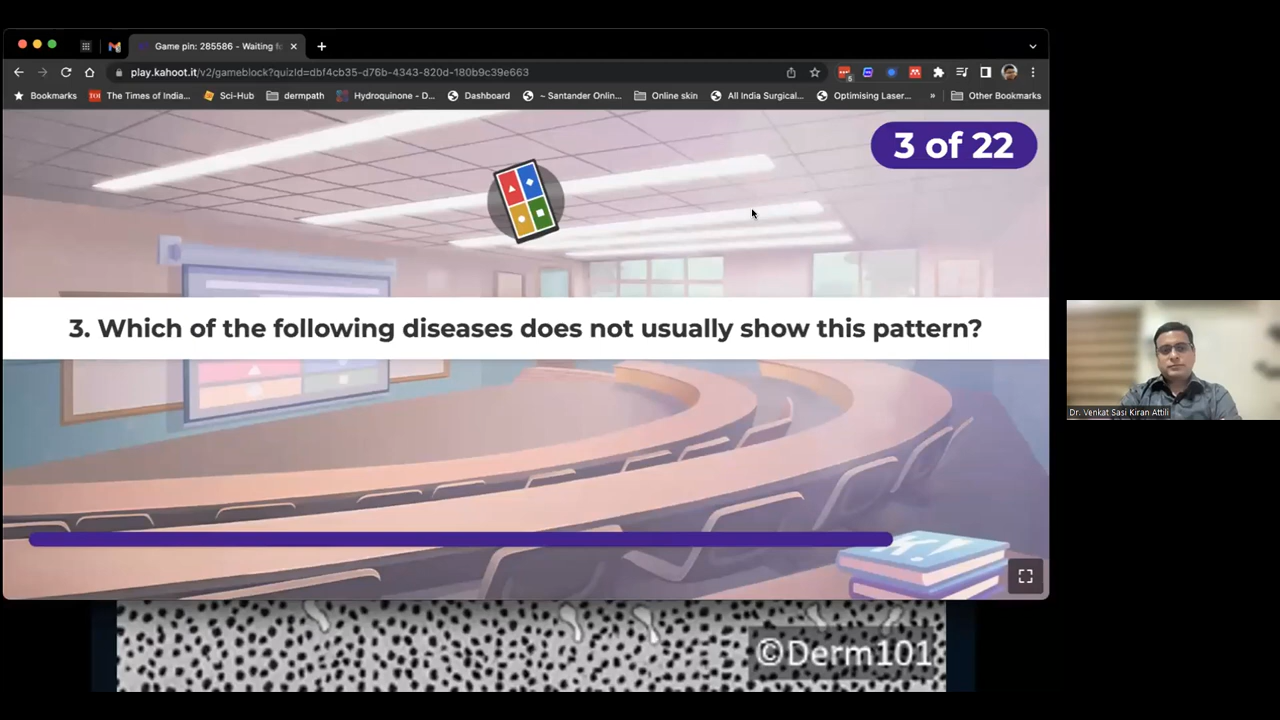 Game pin: 285586 - Waiting fo
play.kahoot.it/v2/gameblock?quizId=dbf4cb35-d76b-4343-820d-180b9c39e663
Bookmarks
TOI The Times of India...
Sci-Hub
dermpath
Hydroquinone - D...
Dashboard
~ Santander Onlin...
Online skin
All India Surgical...
Optimising Laser...
»
Other Bookmarks
3 of 22
3. Which of the following diseases does not usually show this pattern?
Dr. Venkat Sasi Kiran Attili
©Derm101